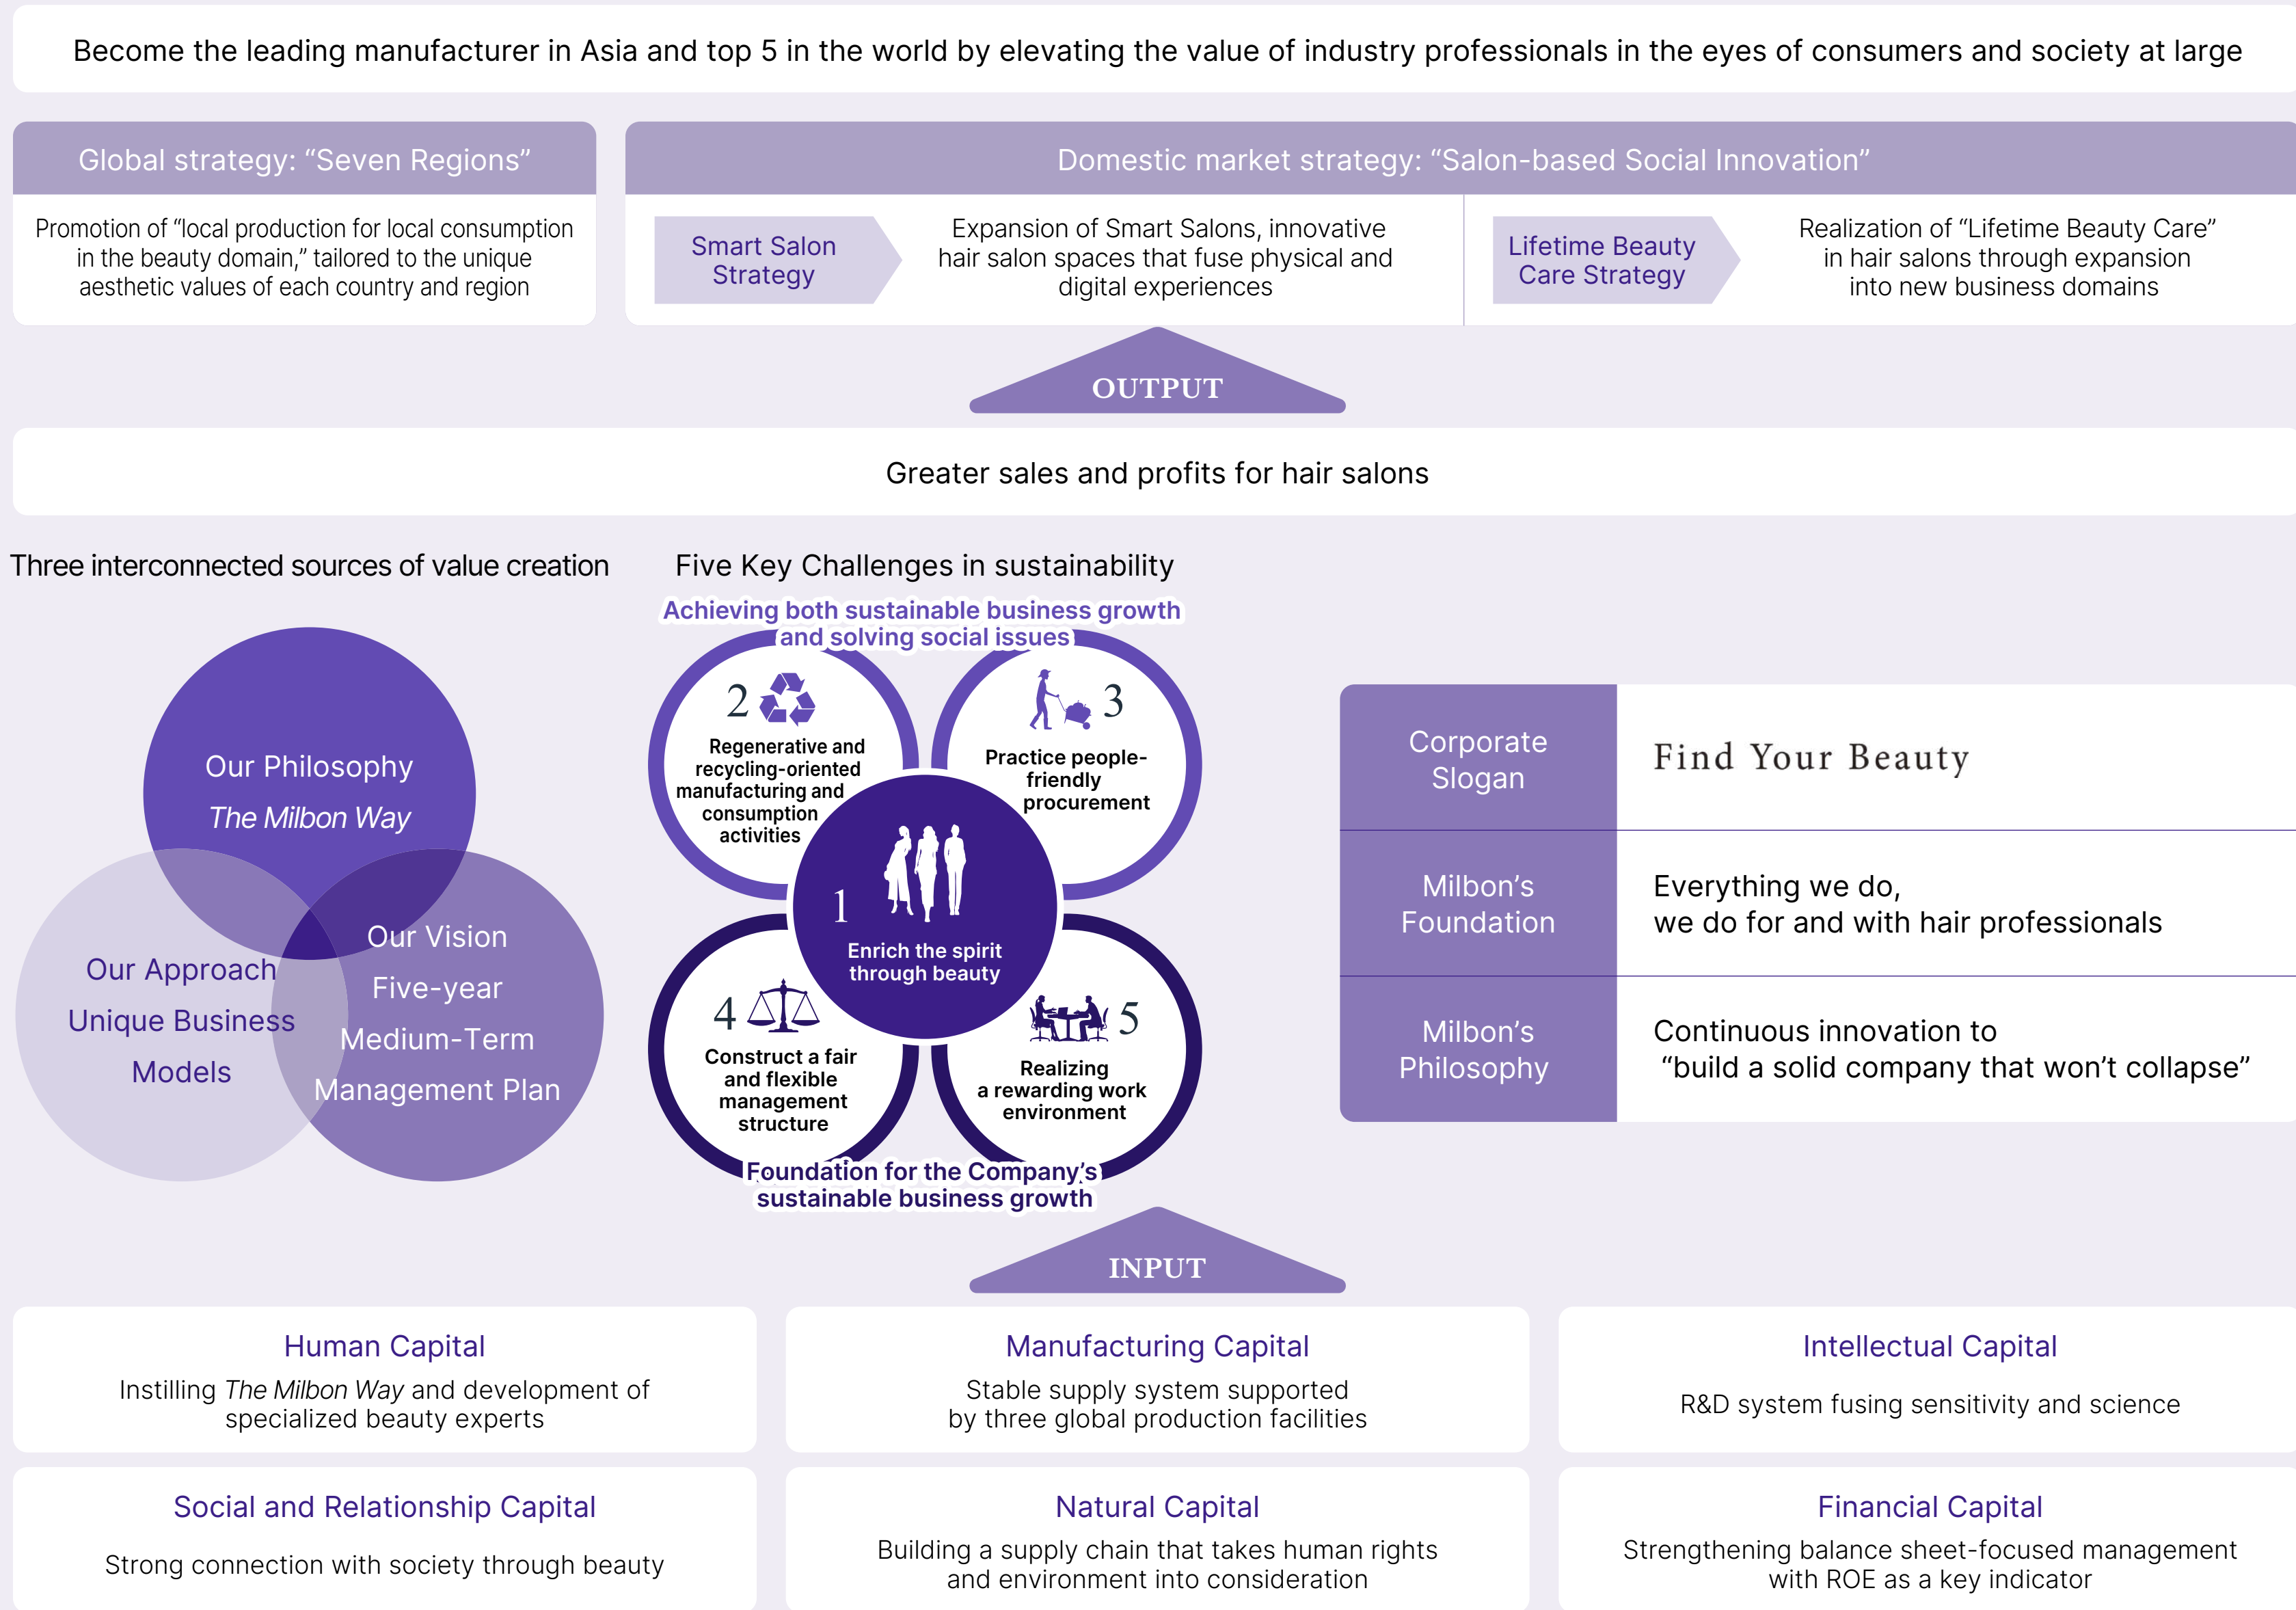 Become the leading manufacturer in Asia and top 5 in the world by elevating the value of industry professionals in the eyes of consumers and society at large
Global strategy: “Seven Regions”
Promotion of “local production for local consumption
in the beauty domain,” tailored to the unique
aesthetic values of each country and region
Domestic market strategy: “Salon-based Social Innovation”
Smart Salon
Strategy
Expansion of Smart Salons, innovative
hair salon spaces that fuse physical and
digital experiences
Lifetime Beauty
Care Strategy
Realization of “Lifetime Beauty Care”
in hair salons through expansion
into new business domains
OUTPUT
Greater sales and profits for hair salons
Three interconnected sources of value creation
Our Philosophy
The Milbon Way
Our Approach
Unique Business
Models
Our Vision
Five-year
Medium-Term
Management Plan
Five Key Challenges in sustainability
Achieving both sustainable business growth
and solving social issues
2
Regenerative and
recycling-oriented
manufacturing and
consumption
activities
3
Practice people-
friendly
procurement
1
Enrich the spirit
through beauty
4
Construct a fair
and flexible
management
structure
5
Realizing
a rewarding work
environment
Foundation for the Company’s
sustainable business growth
Corporate
Slogan
Find Your Beauty
Milbon’s
Foundation
Everything we do,
we do for and with hair professionals
Milbon’s
Philosophy
Continuous innovation to
“build a solid company that won’t collapse”
INPUT
Human Capital
Instilling The Milbon Way and development of
specialized beauty experts
Manufacturing Capital
Stable supply system supported
by three global production facilities
Intellectual Capital
R&D system fusing sensitivity and science
Social and Relationship Capital
Strong connection with society through beauty
Natural Capital
Building a supply chain that takes human rights
and environment into consideration
Financial Capital
Strengthening balance sheet-focused management
with ROE as a key indicator